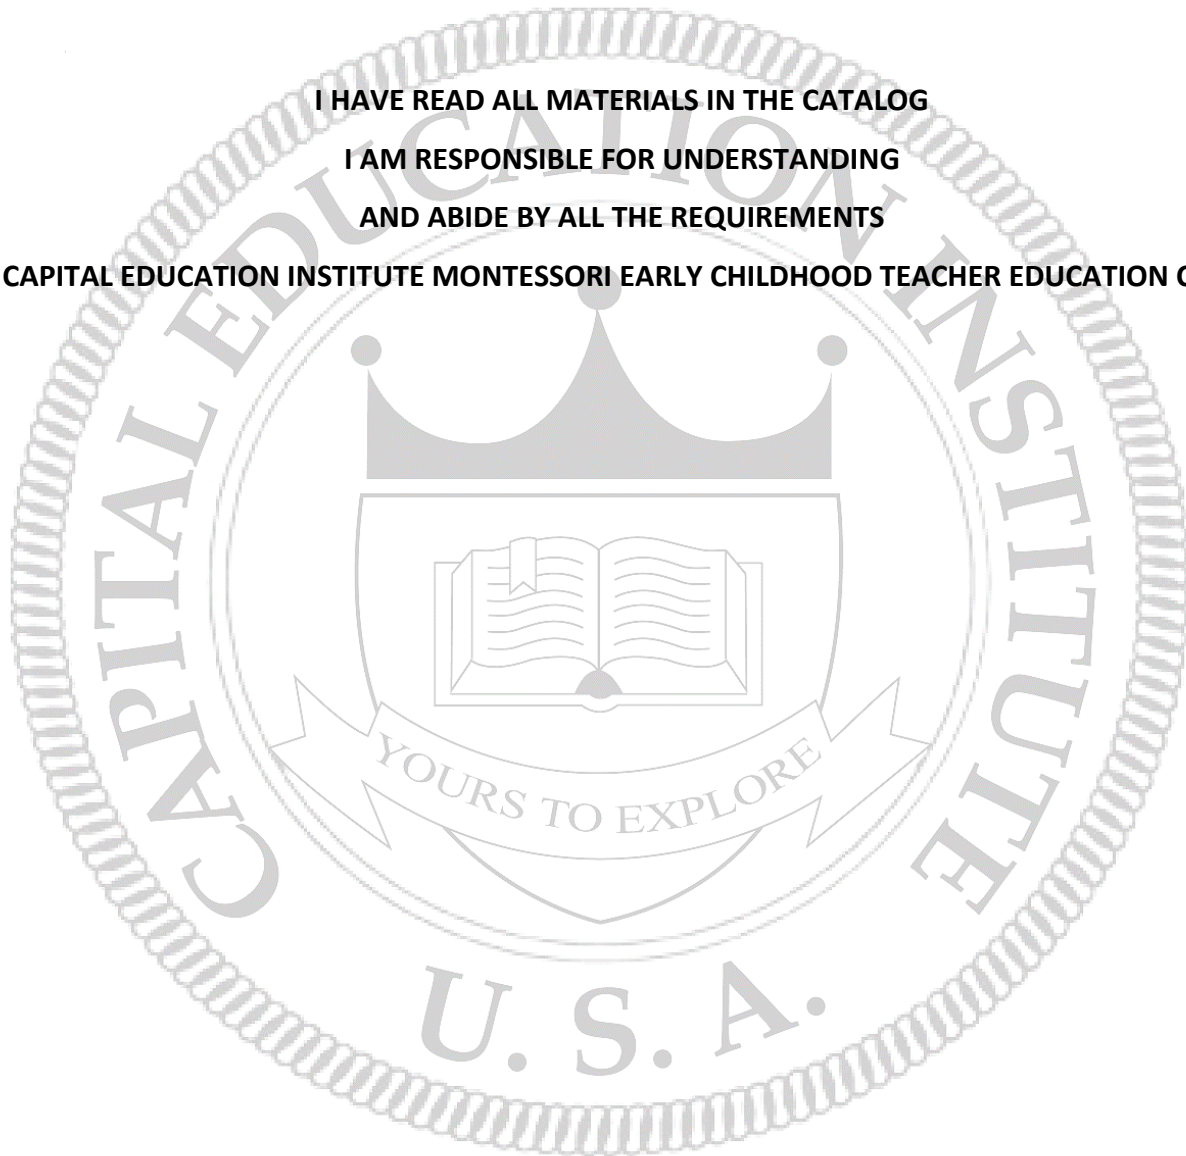 I HAVE READ ALL MATERIALS IN THE CATALOG
I AM RESPONSIBLE FOR UNDERSTANDING
AND ABIDE BY ALL THE REQUIREMENTS
CAPITAL EDUCATION INSTITUTE MONTESSORI EARLY CHILDHOOD TEACHER EDUCATION
CAPITAL EDUCATION INSTITUTE
YOURS TO EXPLORE
U. S. A.